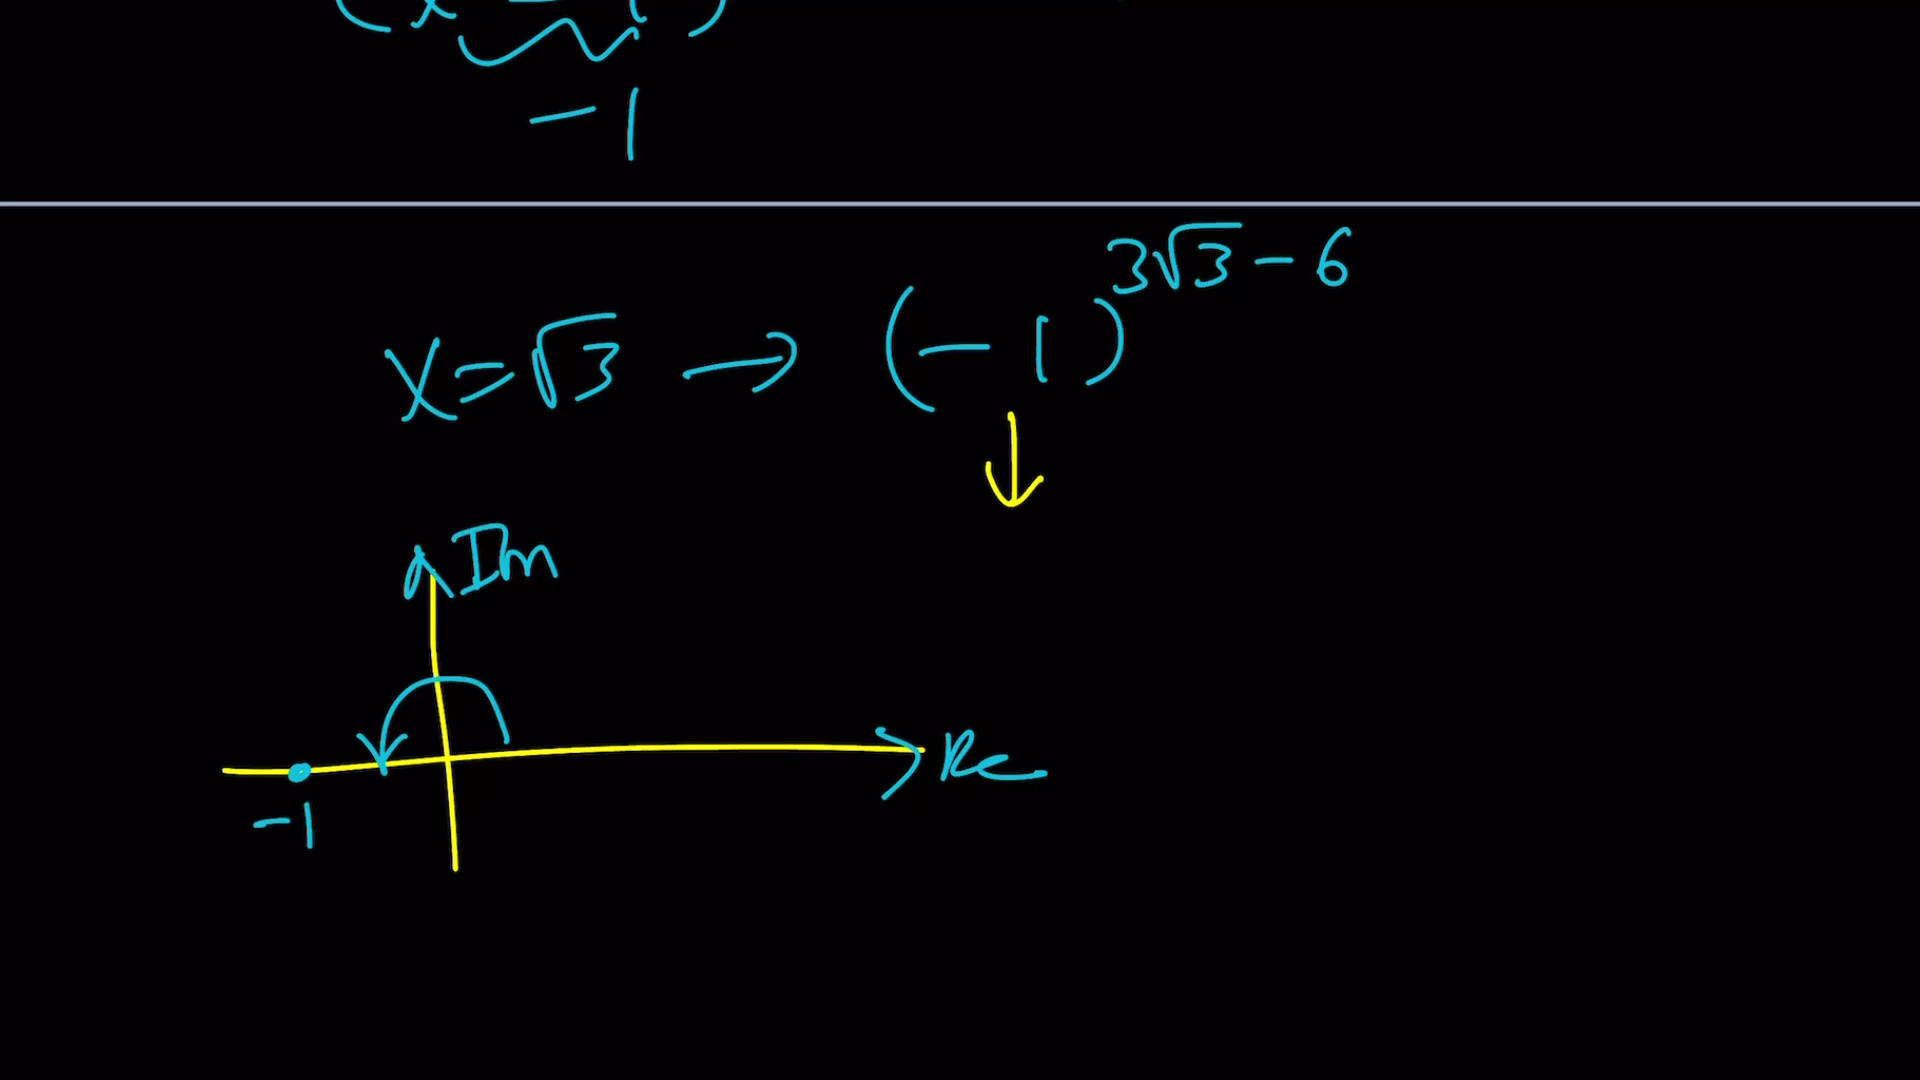 -1
x = √3 → (-1)^{3√3 - 6}
Im
Re
-1